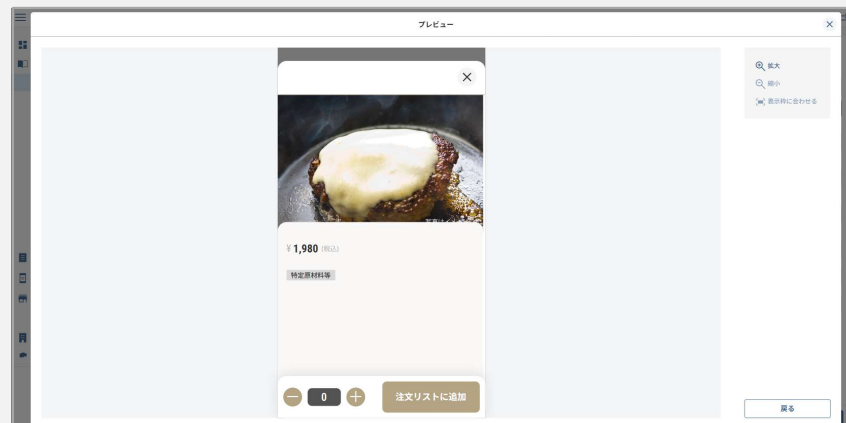 プレビュー
拡大
縮小
表示枠に合わせる
¥ 1,980 (税込)
特定原材料等
0
注文リストに追加
戻る